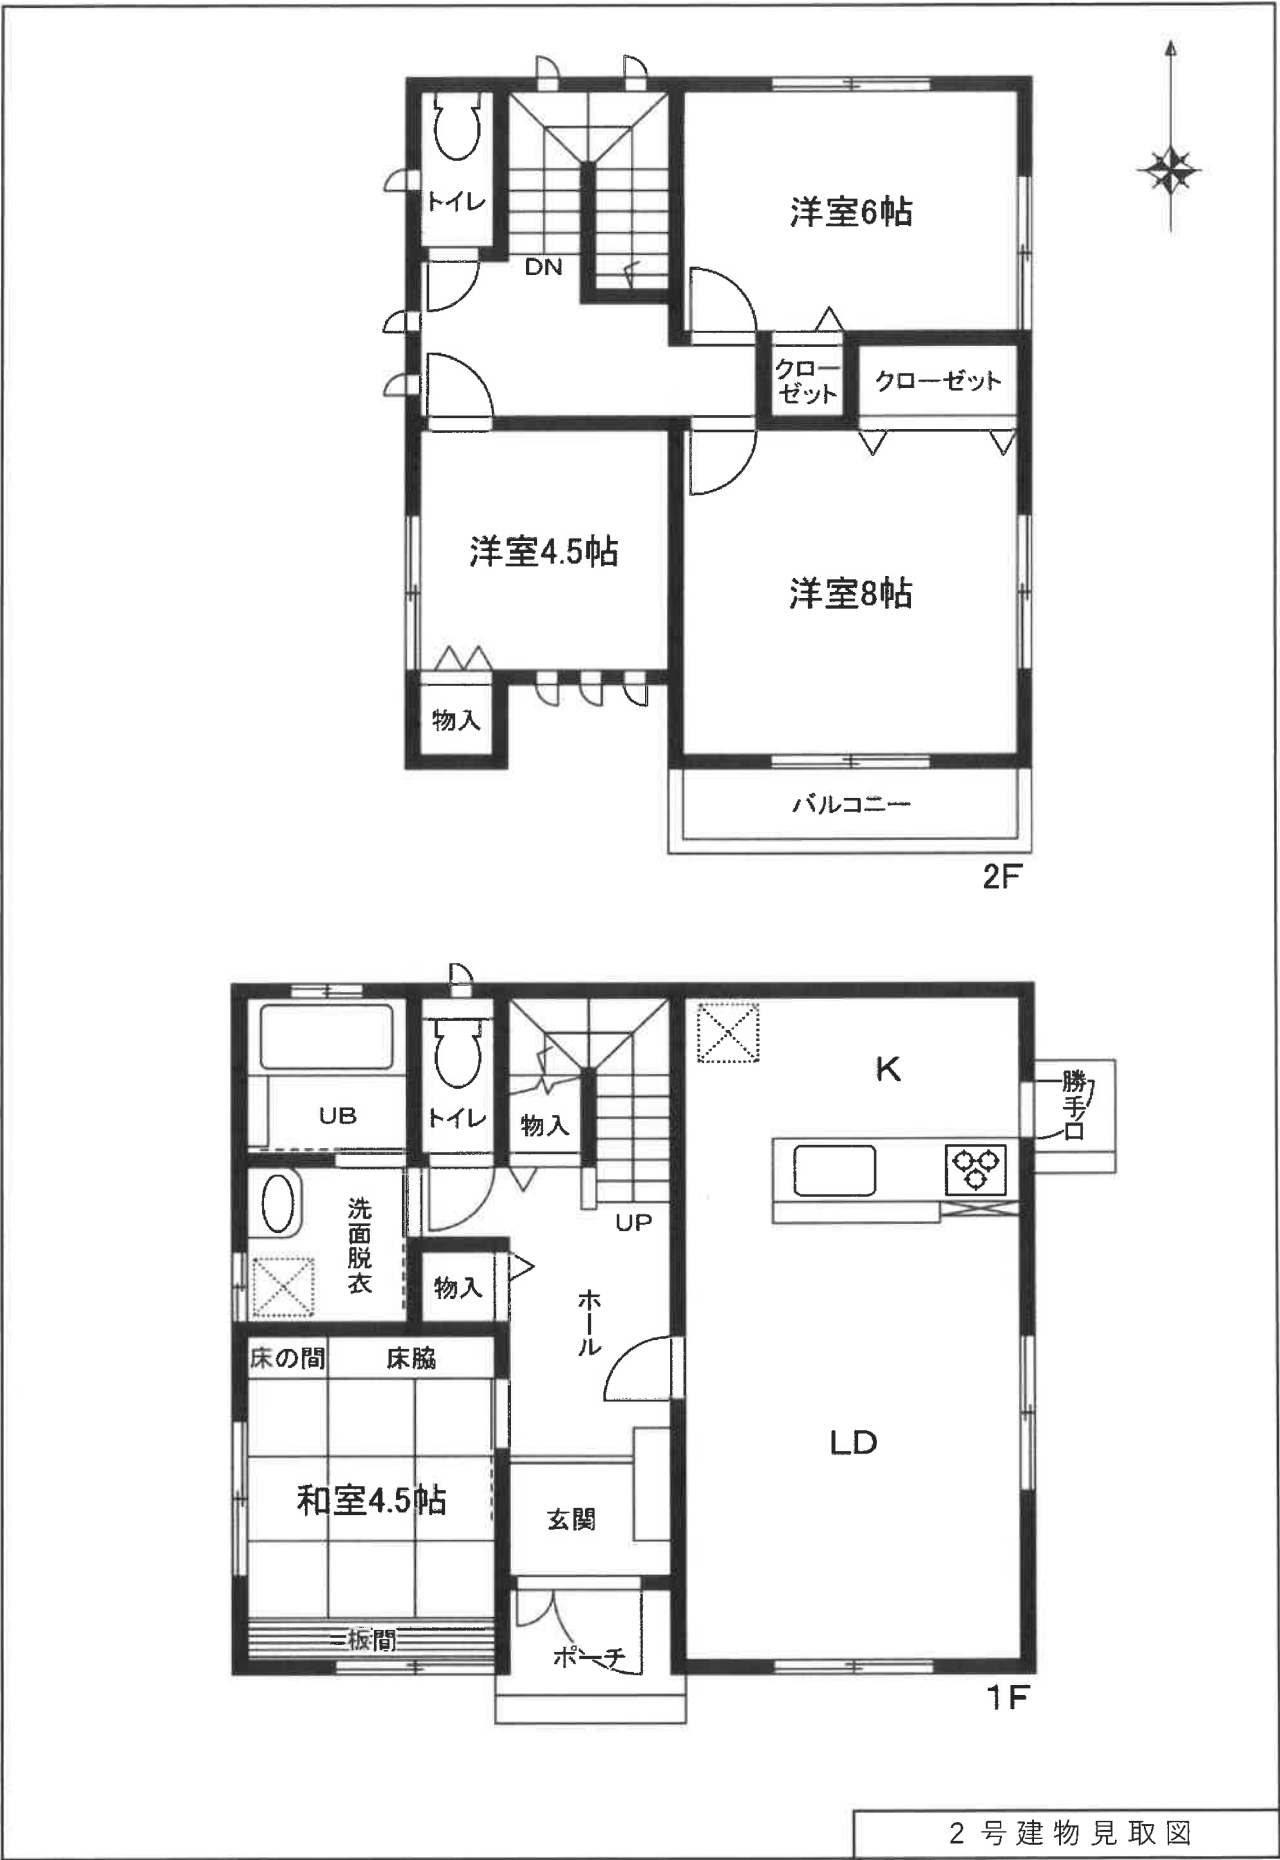 トイレ
DN
洋室6帖
クロー
ゼット
クローゼット
洋室4.5帖
洋室8帖
物入
バルコニー
2F
UB
トイレ
物入
K
勝手口
UP
洗面脱衣
物入
ホール
床の間
床脇
LD
和室4.5帖
玄関
板間
ポーチ
1F
2号建物見取図